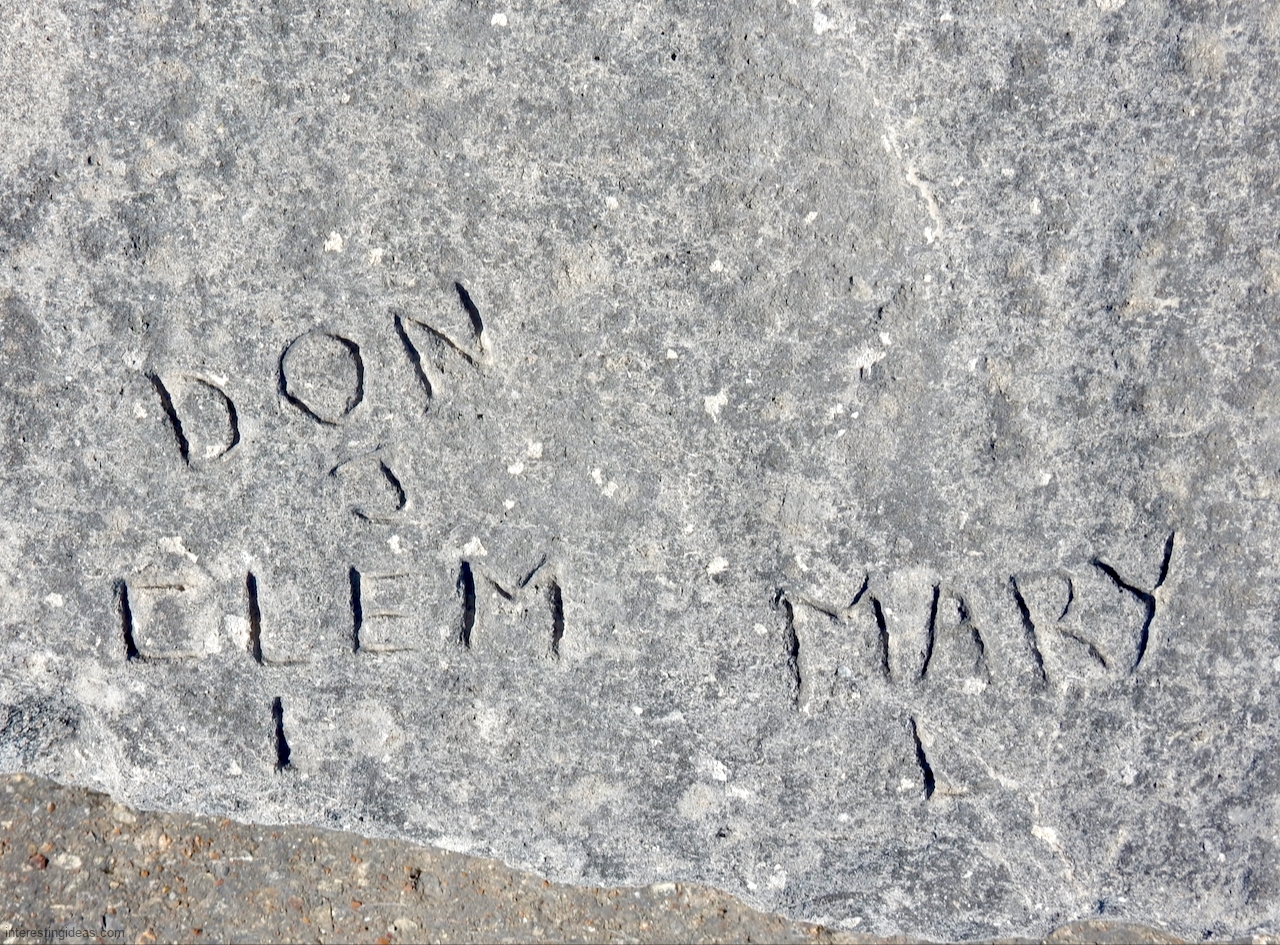 DON
J
CLEM
I
MARY
L
interestingideas.com